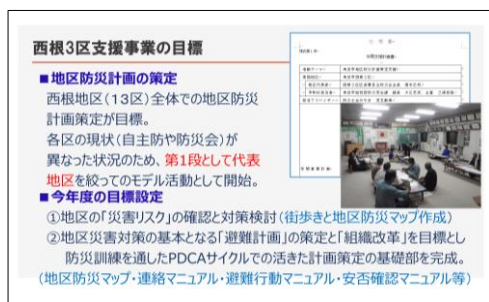 西根3区支援事業の目標
■地区防災計画の策定
西根地区（13区）全体での地区防災
計画策定が目標。
各区の現状（自主防や防災会）が
異なった状況のため、第1段として代表
地区を絞ってのモデル活動として開始。
■今年度の目標設定
①地区の「災害リスク」の確認と対策検討（街歩きと地区防災マップ作成）
②地区災害対策の基本となる「避難計画」の策定と「組織改革」を目標とし
防災訓練を通したPDCAサイクルでの活きた計画策定の基礎部を完成。
（地区防災マップ・連絡マニュアル・避難行動マニュアル・安否確認マニュアル等）